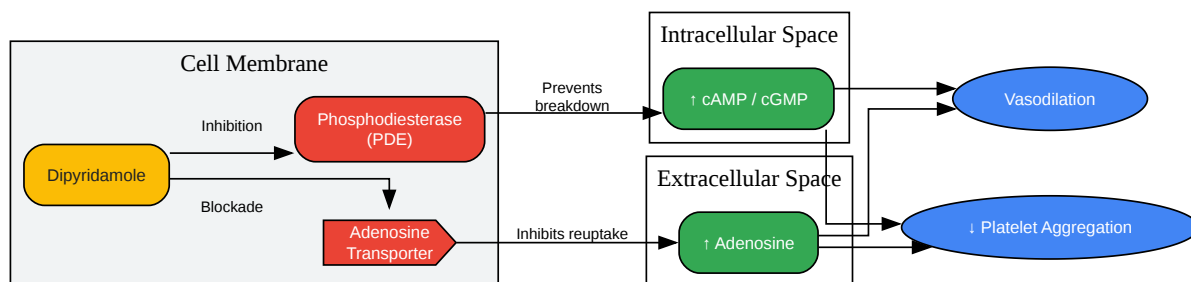 Cell Membrane
Dipyridamole
Inhibition
Blockade
Phosphodiesterase
(PDE)
Adenosine
Transporter
Prevents
breakdown
Inhibits reuptake
Intracellular Space
↑ cAMP / cGMP
Extracellular Space
↑ Adenosine
Vasodilation
↓ Platelet Aggregation